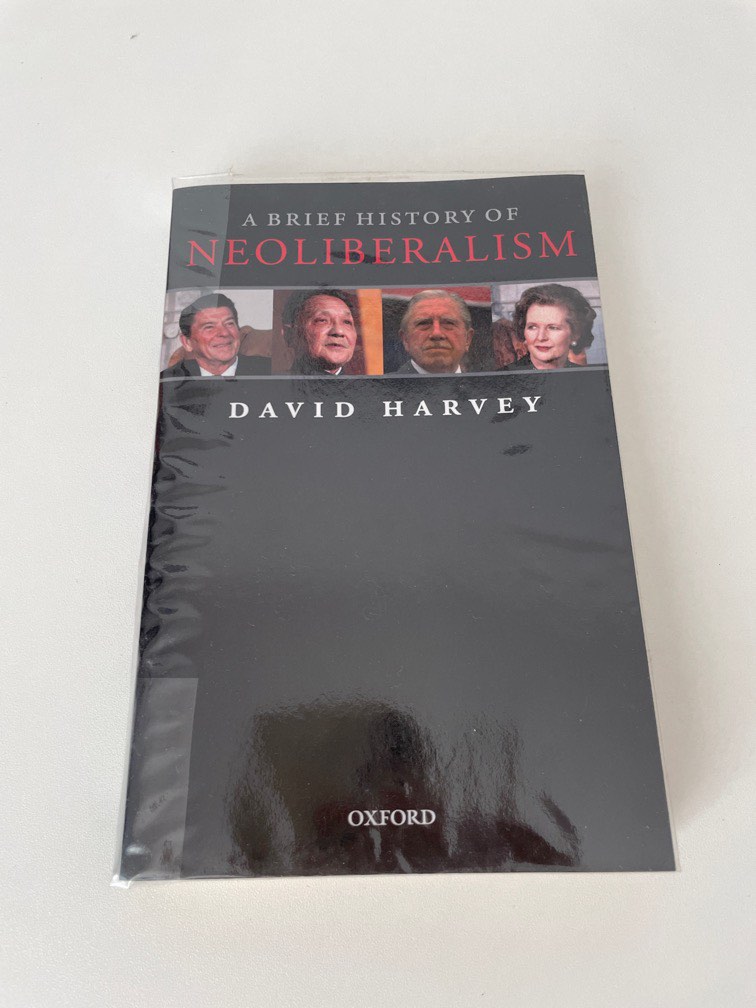 A BRIEF HISTORY OF
NEOLIBERALISM
DAVID HARVEY
OXFORD